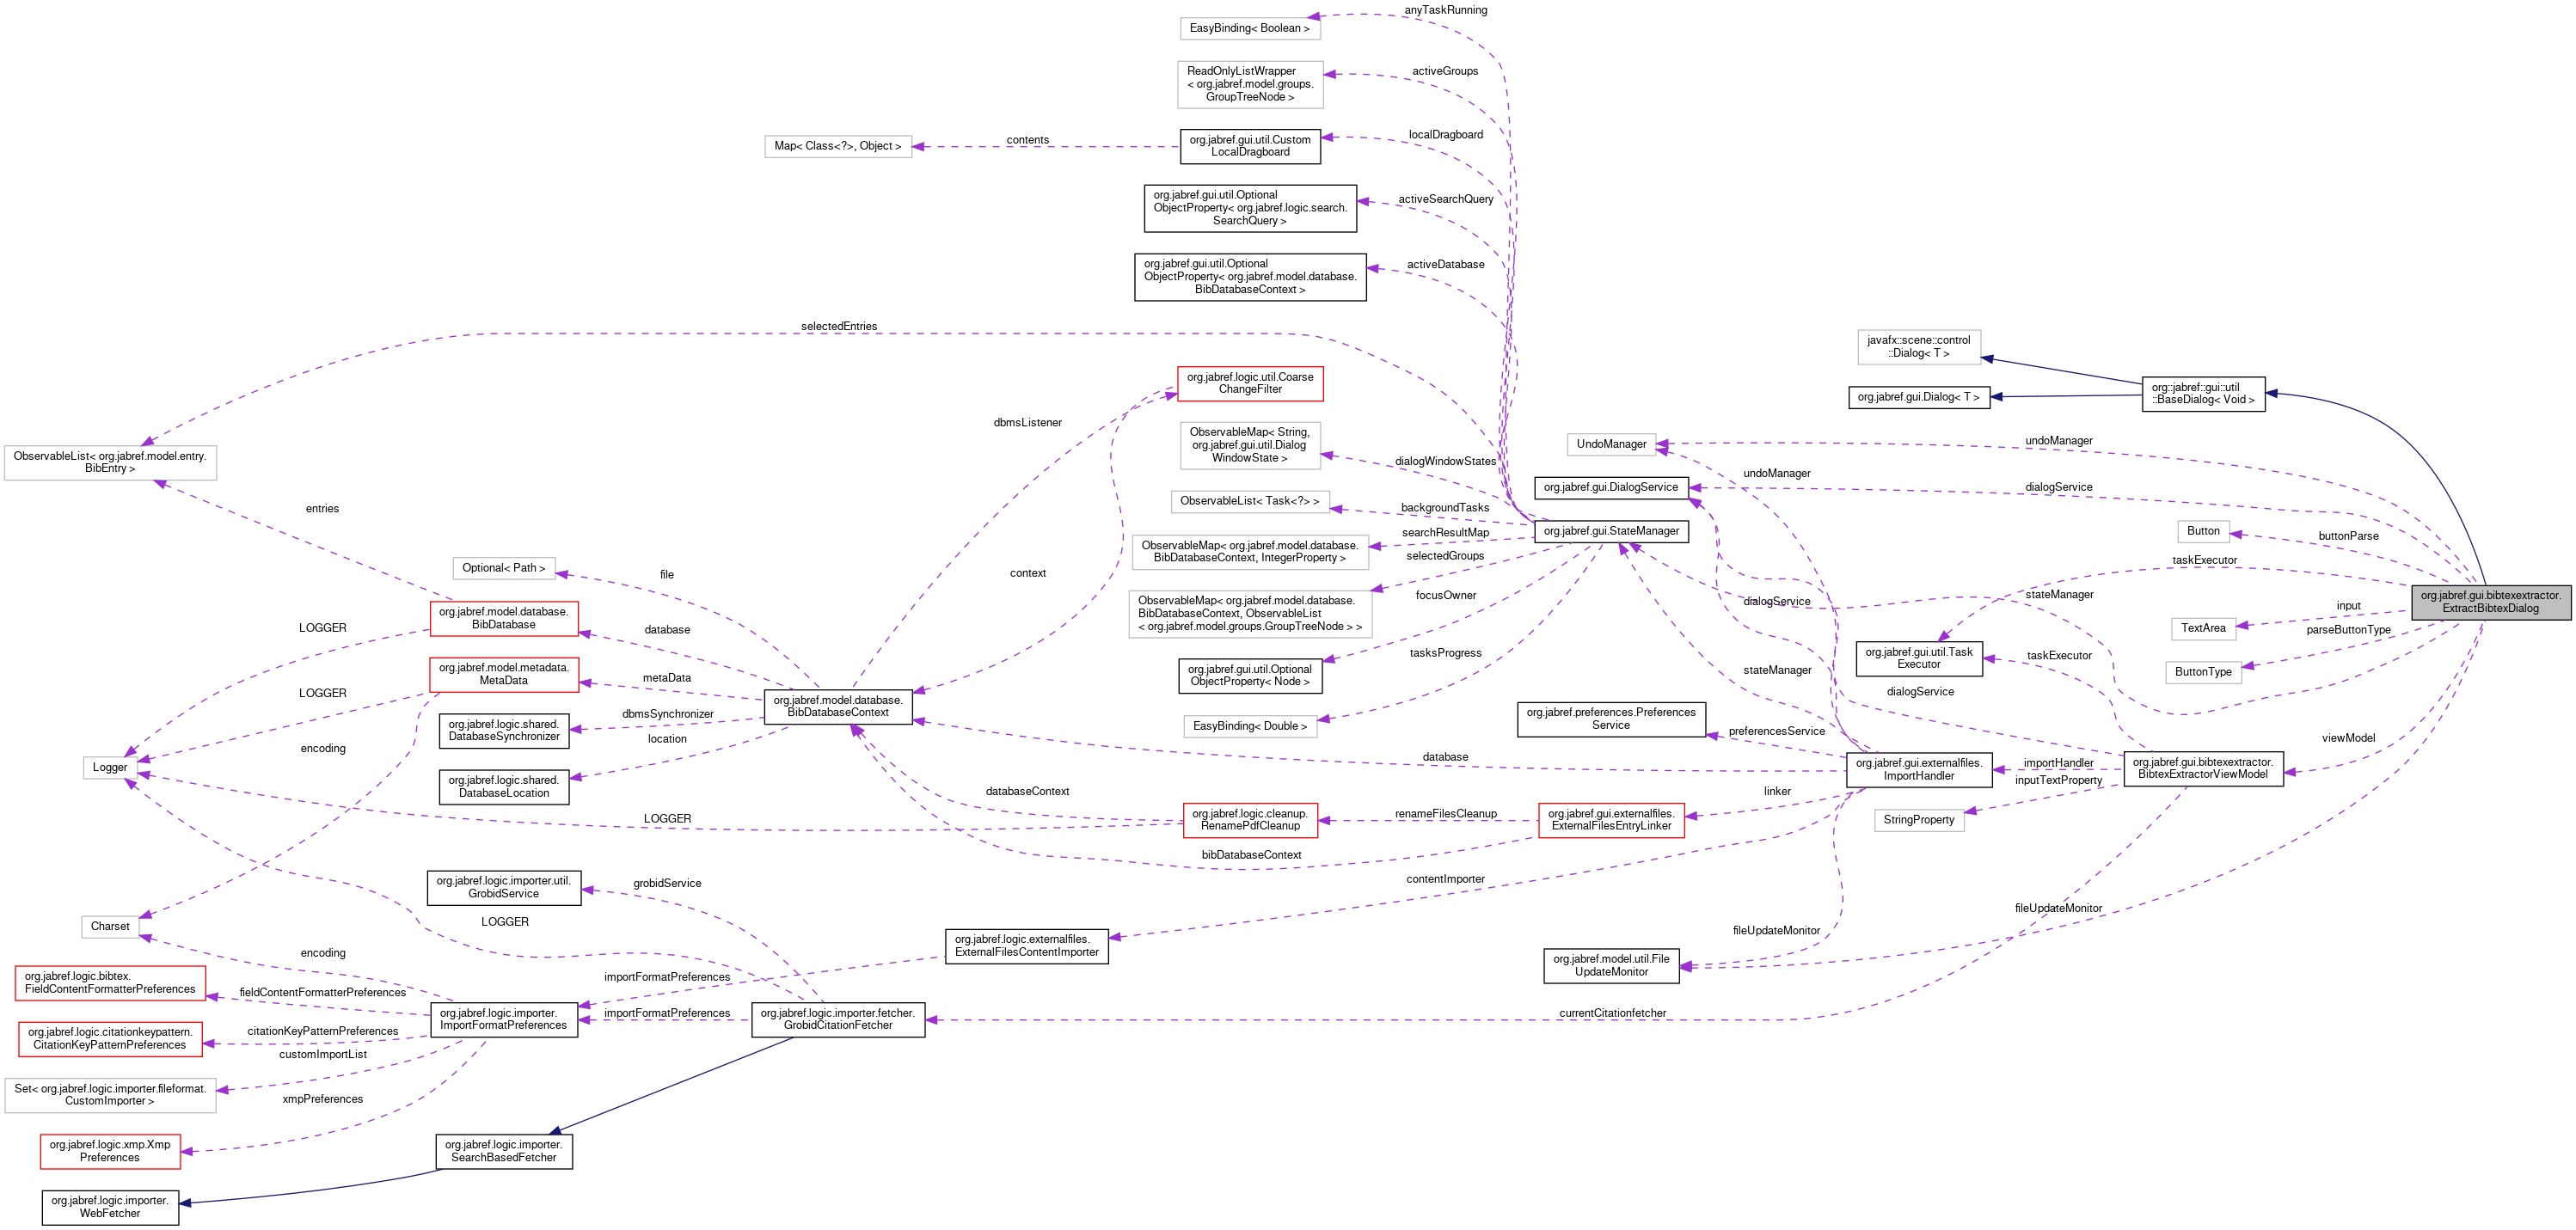 anyTaskRunning
EasyBinding< Boolean >
ReadOnlyListWrapper
< org.jabref.model.groups.
GroupTreeNode >
activeGroups
Map< Class<?>, Object >
contents
org.jabref.gui.util.Custom
LocalDragboard
localDragboard
org.jabref.gui.util.Optional
ObjectProperty< org.jabref.logic.search.
SearchQuery >
activeSearchQuery
org.jabref.gui.util.Optional
ObjectProperty< org.jabref.model.database.
BibDatabaseContext >
activeDatabase
selectedEntries
javafx::scene::control
::Dialog< T >
org.jabref.gui.Dialog< T >
org::jabref::gui::util
::BaseDialog< Void >
org.jabref.logic.util.Coarse
ChangeFilter
dbmsListener
ObservableMap< String,
org.jabref.gui.util.Dialog
WindowState >
dialogWindowStates
ObservableList< org.jabref.model.entry.
BibEntry >
UndoManager
undoManager
undoManager
org.jabref.gui.DialogService
dialogService
ObservableList< Task<?> >
backgroundTasks
entries
org.jabref.gui.StateManager
Button
buttonParse
searchResultMap
ObservableMap< org.jabref.model.database.
BibDatabaseContext, IntegerProperty >
selectedGroups
taskExecutor
Optional< Path >
file
context
focusOwner
ObservableMap< org.jabref.model.database.
BibDatabaseContext, ObservableList
< org.jabref.model.groups.GroupTreeNode > >
dialogService
stateManager
org.jabref.gui.bibtexextractor.
ExtractBibtexDialog
input
org.jabref.model.database.
BibDatabase
LOGGER
database
TextArea
parseButtonType
org.jabref.gui.util.Task
Executor
taskExecutor
tasksProgress
org.jabref.model.metadata.
MetaData
metaData
org.jabref.gui.util.Optional
ObjectProperty< Node >
stateManager
ButtonType
LOGGER
org.jabref.model.database.
BibDatabaseContext
dialogService
dbmsSynchronizer
org.jabref.logic.shared.
DatabaseSynchronizer
EasyBinding< Double >
org.jabref.preferences.Preferences
Service
preferencesService
location
encoding
viewModel
database
Logger
org.jabref.logic.shared.
DatabaseLocation
org.jabref.gui.externalfiles.
ImportHandler
importHandler
org.jabref.gui.bibtexextractor.
BibtexExtractorViewModel
inputTextProperty
databaseContext
linker
LOGGER
org.jabref.logic.cleanup.
RenamePdfCleanup
renameFilesCleanup
org.jabref.gui.externalfiles.
ExternalFilesEntryLinker
StringProperty
bibDatabaseContext
org.jabref.logic.importer.util.
GrobidService
grobidService
contentImporter
fileUpdateMonitor
Charset
LOGGER
fileUpdateMonitor
org.jabref.logic.externalfiles.
ExternalFilesContentImporter
encoding
org.jabref.model.util.File
UpdateMonitor
org.jabref.logic.bibtex.
FieldContentFormatterPreferences
fieldContentFormatterPreferences
importFormatPreferences
org.jabref.logic.importer.
ImportFormatPreferences
importFormatPreferences
org.jabref.logic.importer.fetcher.
GrobidCitationFetcher
currentCitationfetcher
org.jabref.logic.citationkeypattern.
CitationKeyPatternPreferences
citationKeyPatternPreferences
customImportList
Set< org.jabref.logic.importer.fileformat.
CustomImporter >
xmpPreferences
org.jabref.logic.xmp.Xmp
Preferences
org.jabref.logic.importer.
SearchBasedFetcher
org.jabref.logic.importer.
WebFetcher